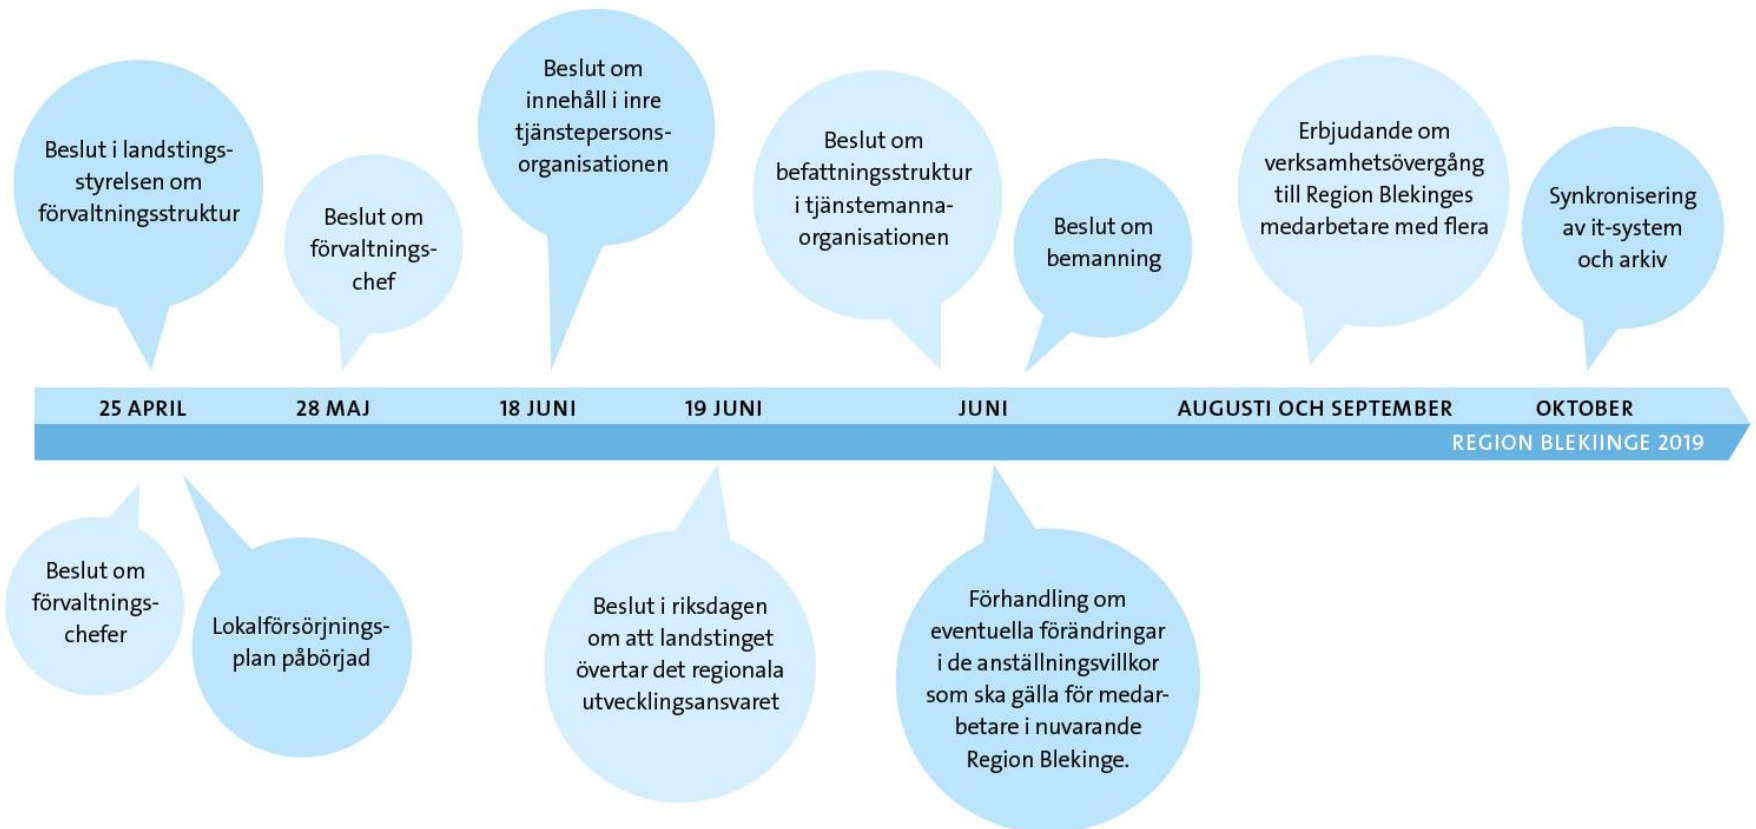 Beslut i landstings-
styrelsen om
förvaltningsstruktur
Beslut om
förvaltnings-
chef
Beslut om
innehåll i inre
tjänstepersons-
organisationen
Beslut om
befattningsstruktur
i tjänstemanna-
organisationen
Beslut om
bemanning
Erbjudande om
verksamhetsövergång
till Region Blekinges
medarbetare med flera
Synkronisering
av it-system
och arkiv
25 APRIL
28 MAJ
18 JUNI
19 JUNI
JUNI
AUGUSTI OCH SEPTEMBER
OKTOBER
REGION BLEKIINGE 2019
Beslut om
förvaltnings-
chefer
Lokalförsörjnings-
plan påbörjad
Beslut i riksdagen
om att landstinget
övertar det regionala
utvecklingsansvaret
Förhandling om
eventuella förändringar
i de anställningsvillkor
som ska gälla för medar-
betare i nuvarande
Region Blekinge.